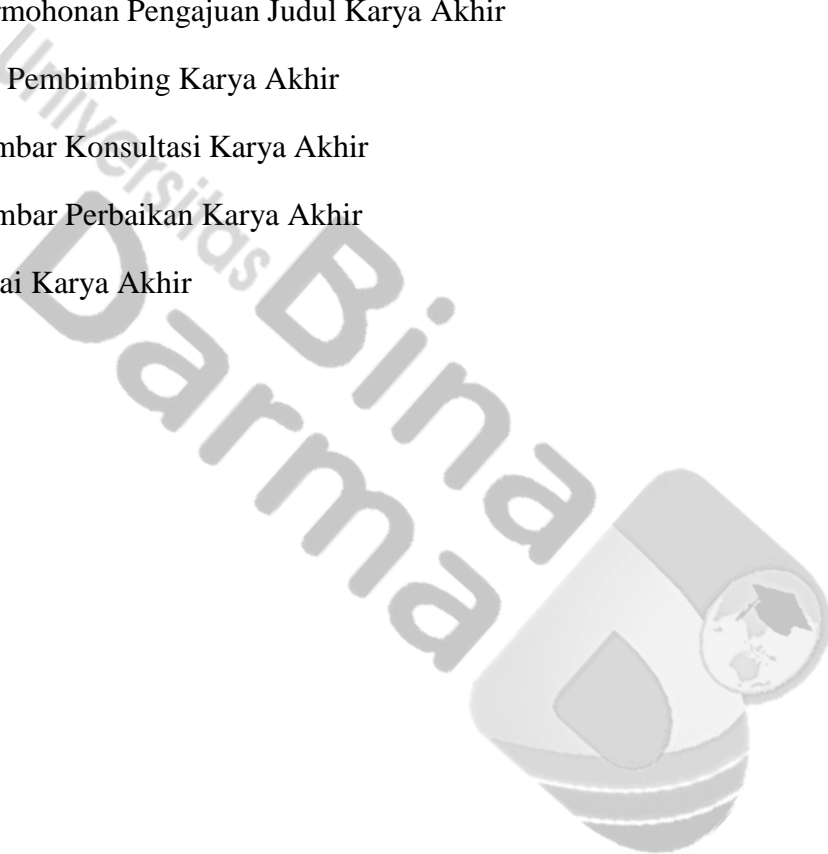 rmohonan Pengajuan Judul Karya Akhir
Pembimbing Karya Akhir
mbar Konsultasi Karya Akhir
mbar Perbaikan Karya Akhir
ai Karya Akhir
Universitas
Bina
Darma